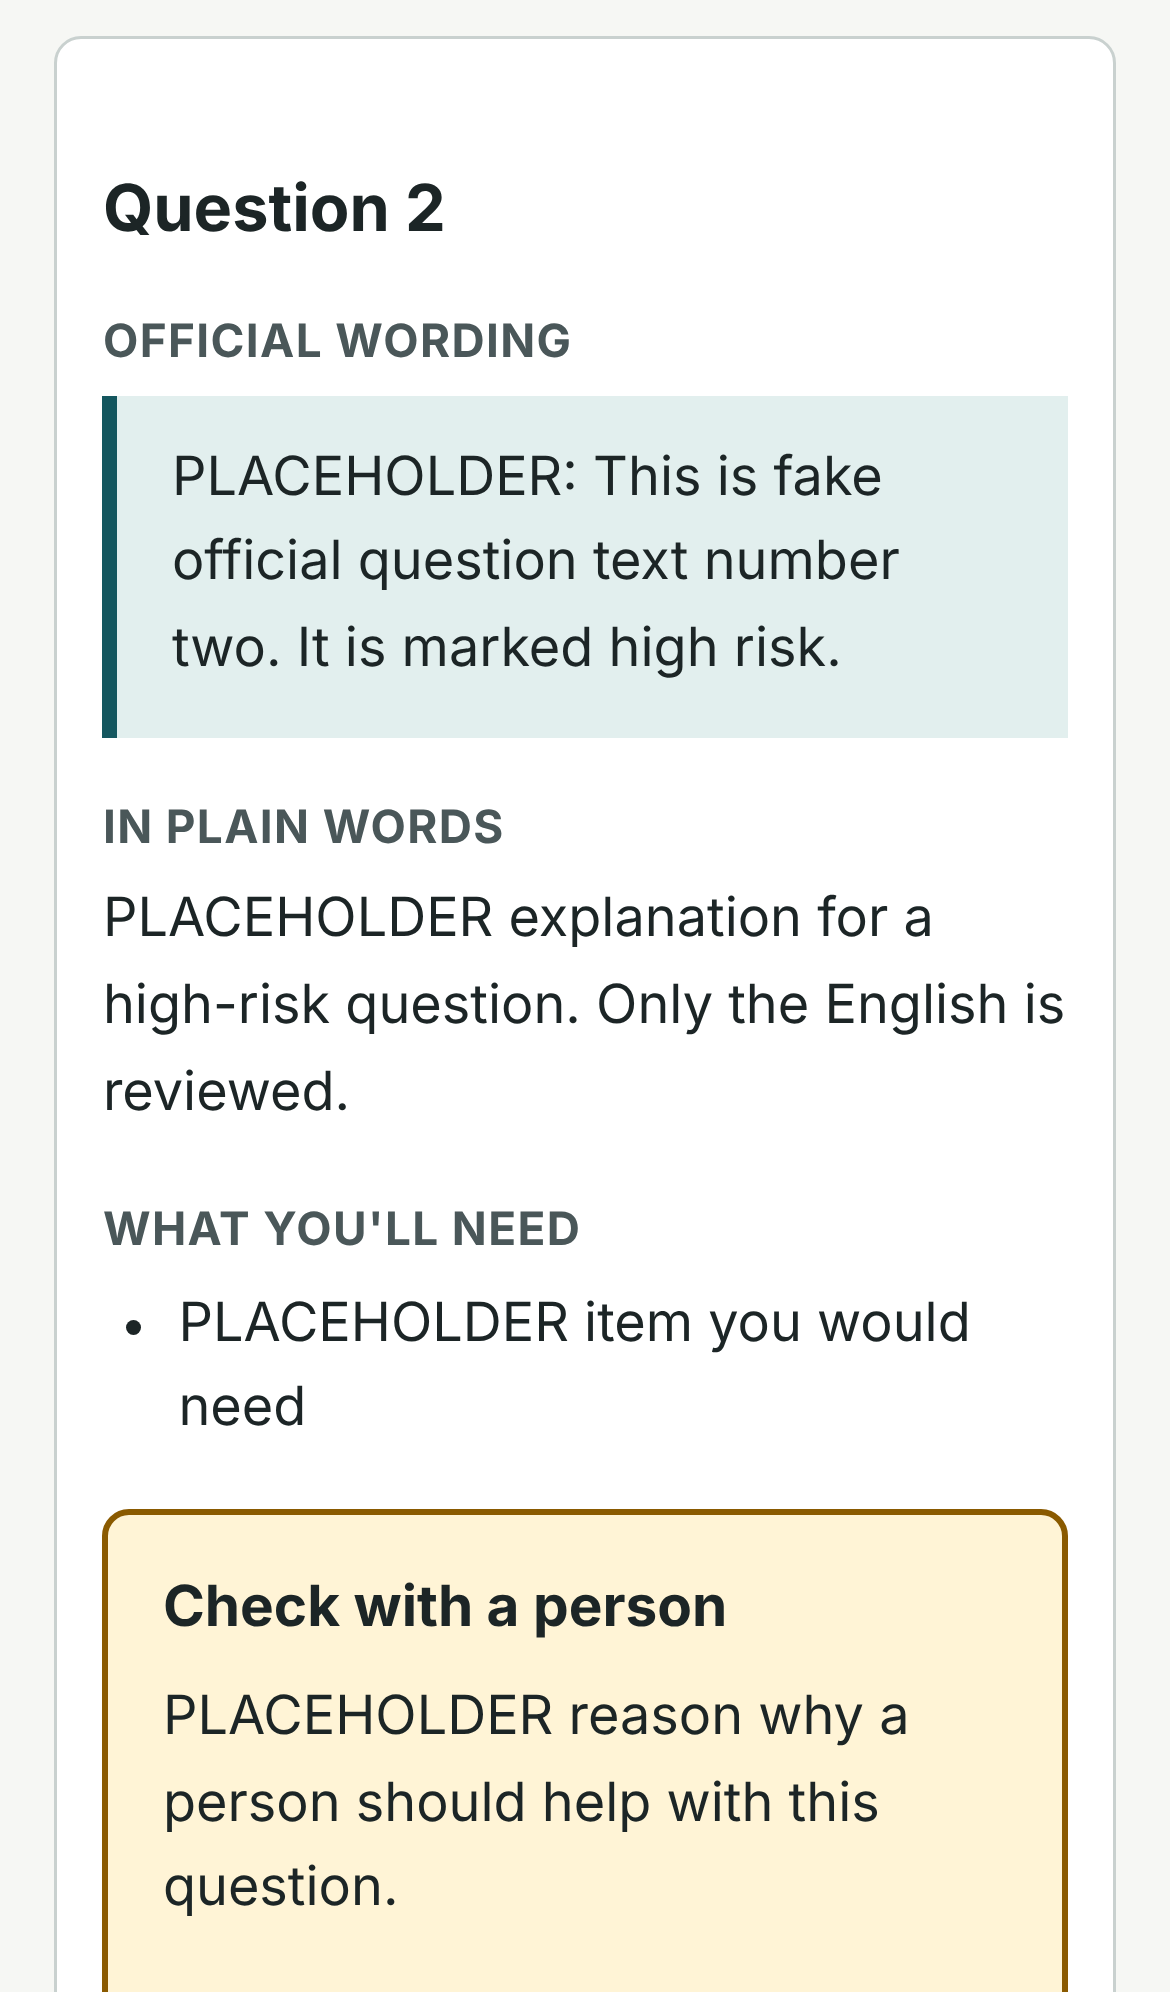 Question 2
OFFICIAL WORDING
PLACEHOLDER: This is fake
official question text number
two. It is marked high risk.
IN PLAIN WORDS
PLACEHOLDER explanation for a
high-risk question. Only the English is
reviewed.
WHAT YOU'LL NEED
• PLACEHOLDER item you would
need
Check with a person
PLACEHOLDER reason why a
person should help with this
question.